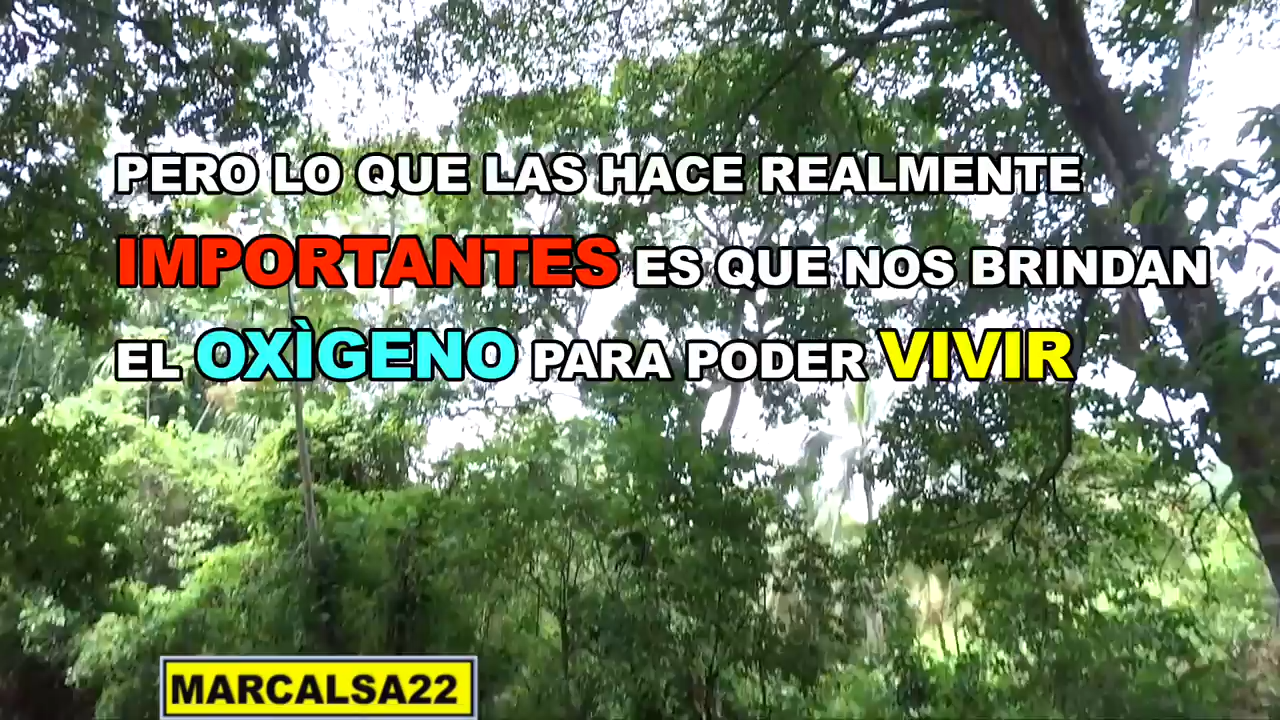 PERO LO QUE LAS HACE REALMENTE
IMPORTANTES ES QUE NOS BRINDAN
EL OXÌGENO PARA PODER VIVIR
MARCALSA22